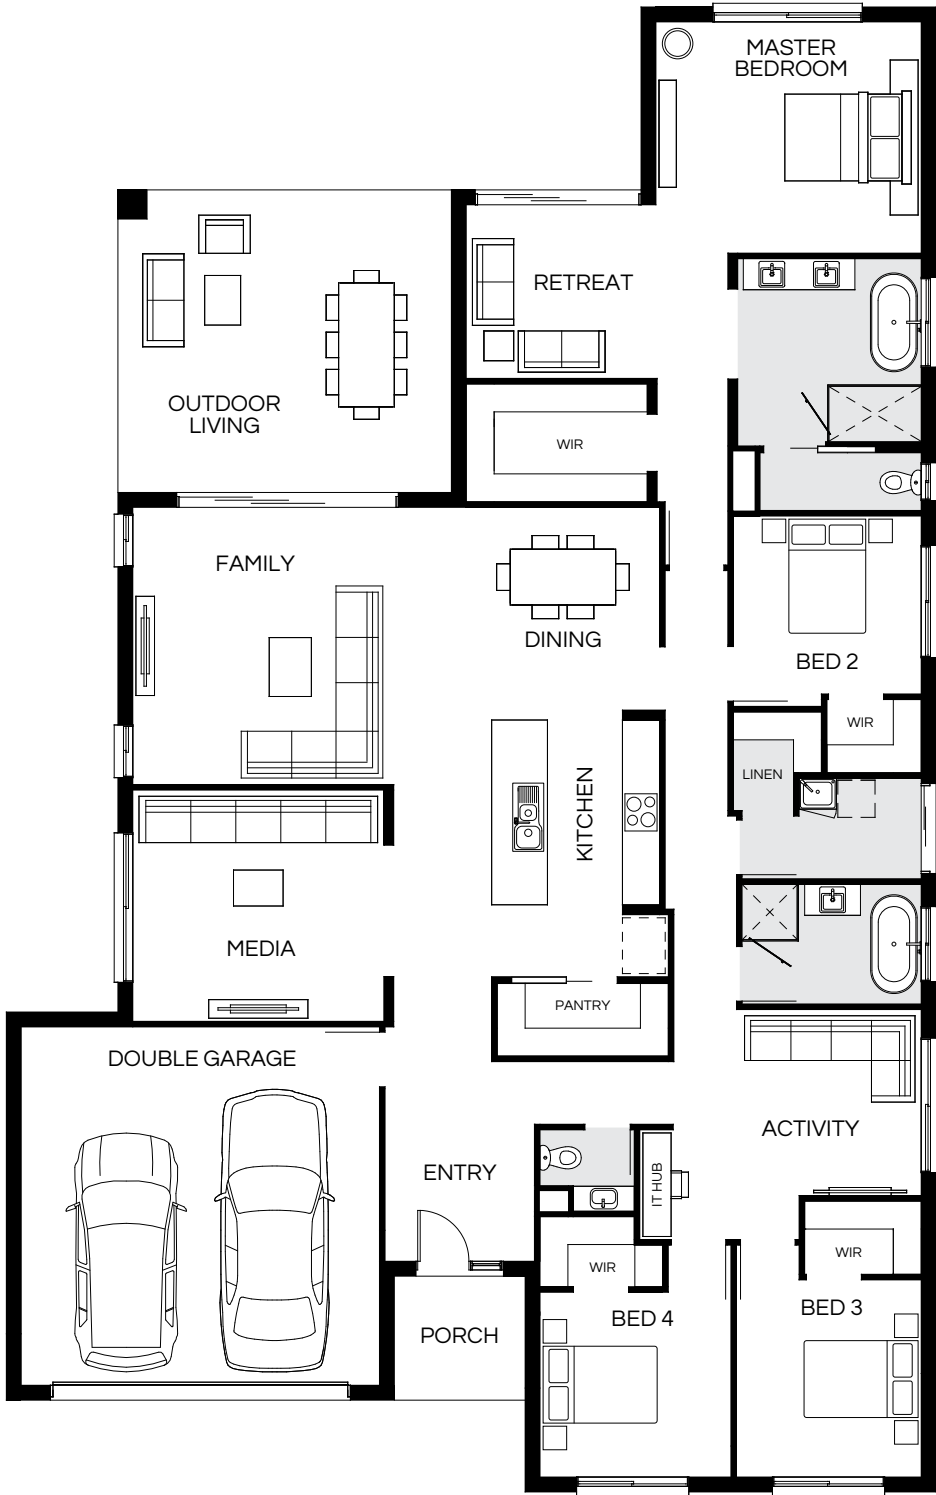 MASTER
BEDROOM
RETREAT
OUTDOOR
LIVING
WIR
FAMILY
DINING
BED 2
WIR
LINEN
KITCHEN
MEDIA
PANTRY
DOUBLE GARAGE
ACTIVITY
ENTRY
IT HUB
WIR
WIR
BED 3
BED 4
PORCH